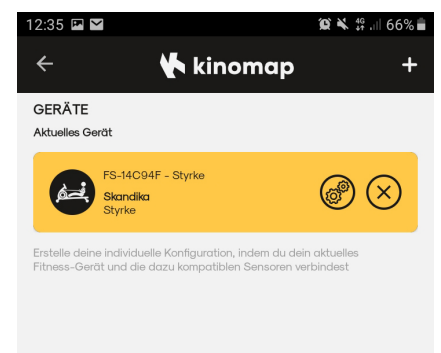 12:35 4G 66%
kinomap
GERÄTE
Aktuelles Gerät
FS-14C94F - Styrke
Skandika
Styrke
Erstelle deine individuelle Konfiguration, indem du dein aktuelles
Fitness-Gerät und die dazu kompatiblen Sensoren verbindest